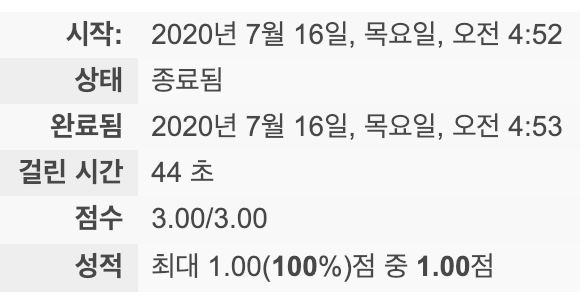 시작: 2020년 7월 16일, 목요일, 오전 4:52
상태 종료됨
완료됨 2020년 7월 16일, 목요일, 오전 4:53
걸린 시간 44 초
점수 3.00/3.00
성적 최대 1.00(100%)점 중 1.00점